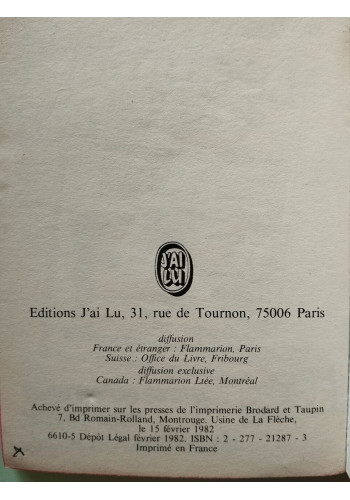 J'AI
LU
Editions J'ai Lu, 31, rue de Tournon, 75006 Paris
diffusion
France et étranger : Flammarion, Paris
Suisse : Office du Livre, Fribourg
diffusion exclusive
Canada : Flammarion Ltée, Montréal
Achevé d'imprimer sur les presses de l'imprimerie Brodard et Taupin
7, Bd Romain-Rolland, Montrouge. Usine de La Flèche,
le 15 février 1982
6610-5 Dépôt Légal février 1982. ISBN : 2 - 277 - 21287 - 3
Imprimé en France